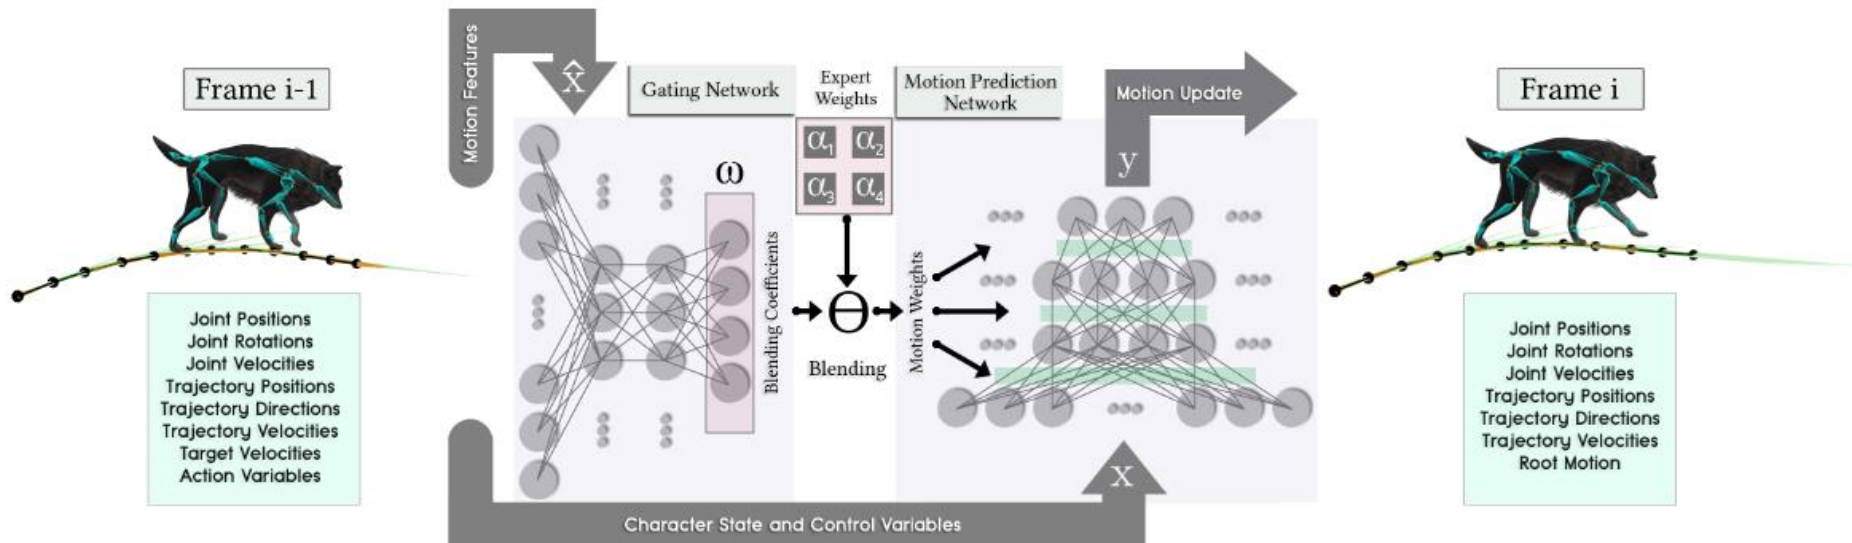 Frame i-1
Joint Positions
Joint Rotations
Joint Velocities
Trajectory Positions
Trajectory Directions
Trajectory Velocities
Target Velocities
Action Variables
Motion Features
x̂
Gating Network
ω
Blending Coefficients
Expert
Weights
α1 α2
α3 α4
Θ
Blending
Motion Weights
Motion Prediction
Network
y
Motion Update
X
Character State and Control Variables
Frame i
Joint Positions
Joint Rotations
Joint Velocities
Trajectory Positions
Trajectory Directions
Trajectory Velocities
Root Motion